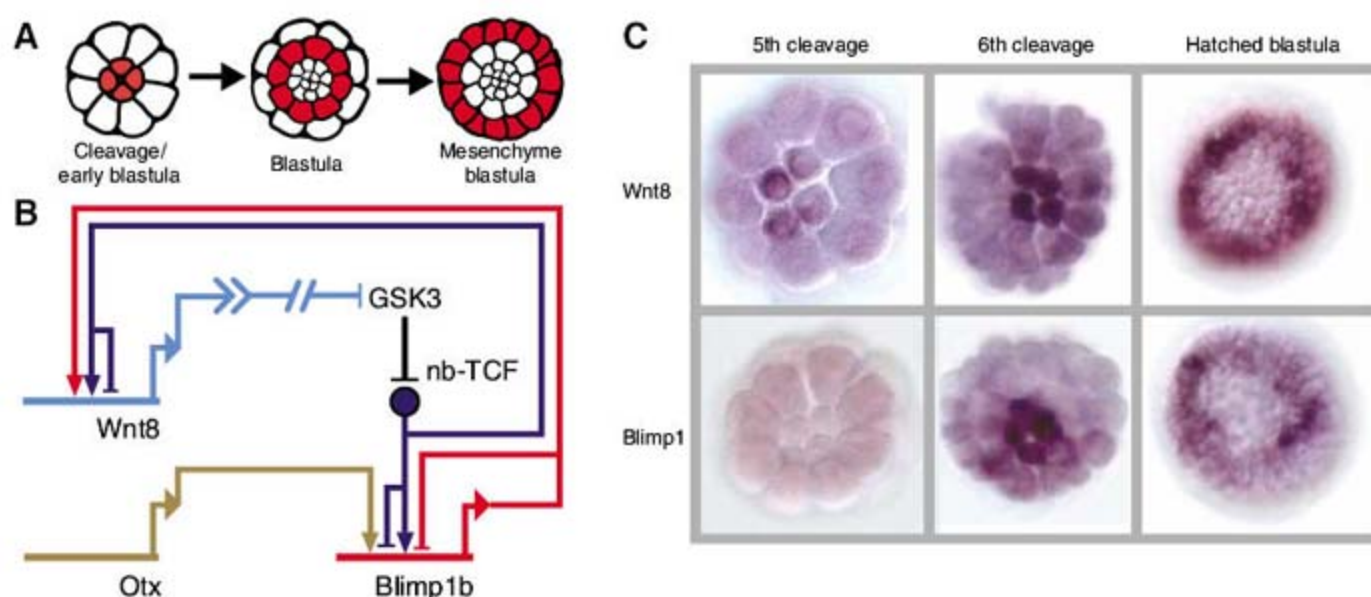 A
Cleavage/
early blastula
Blastula
Mesenchyme
blastula
B
GSK3
nb-TCF
Wnt8
Otx
Blimp1b
C
5th cleavage
6th cleavage
Hatched blastula
Wnt8
Blimp1